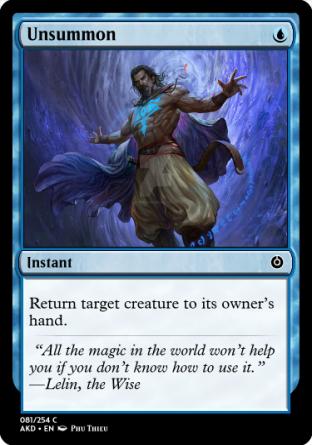 Unsummon
Instant
Return target creature to its owner's
hand.
"All the magic in the world won't help
you if you don't know how to use it."
—Lelin, the Wise
081/254 C
AKD • EN Phu Thieu